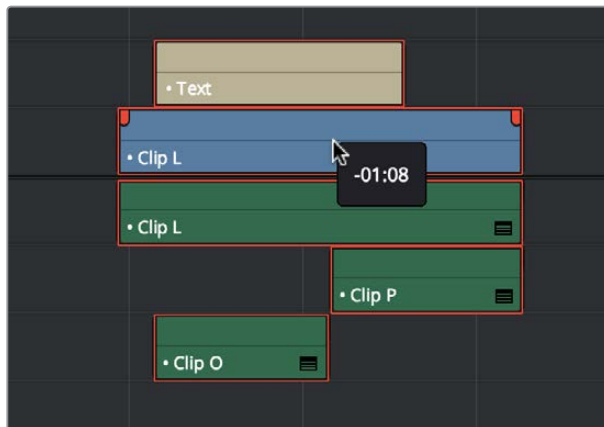 • Text
• Clip L
-01:08
• Clip L
• Clip P
• Clip O